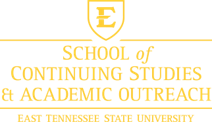 E
SCHOOL of
CONTINUING STUDIES
& ACADEMIC OUTREACH
EAST TENNESSEE STATE UNIVERSITY